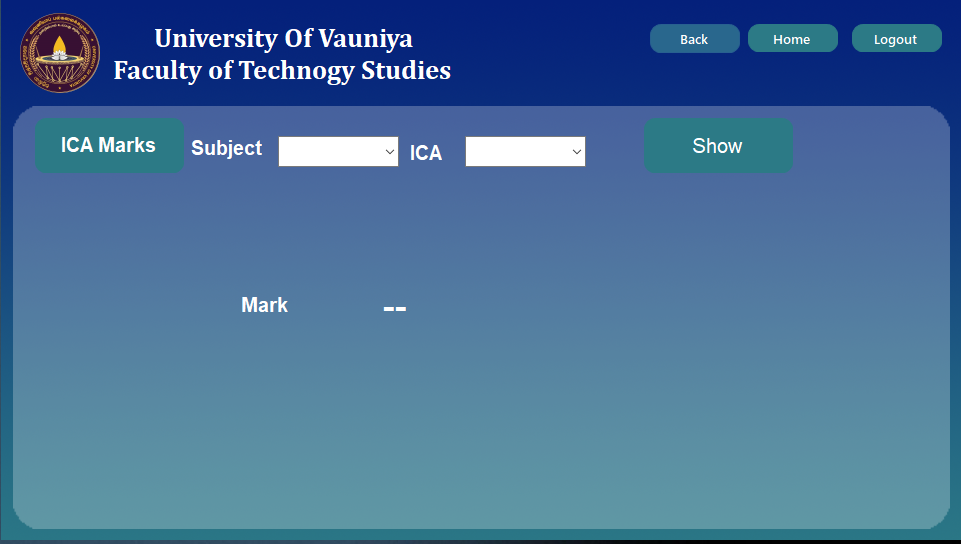 University Of Vauniya
Faculty of Technogy Studies
Back Home Logout
ICA Marks Subject ICA Show
Mark --